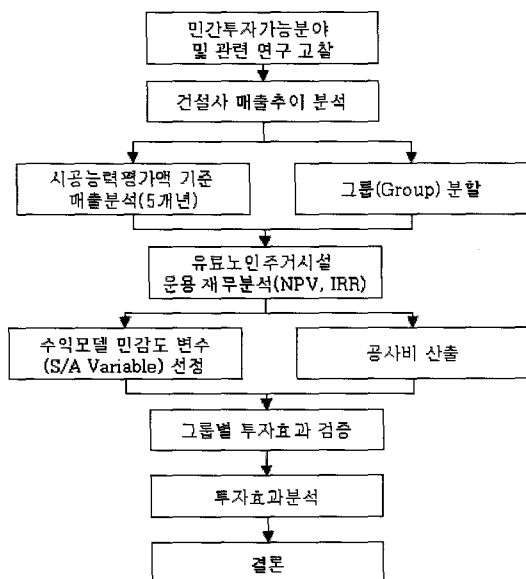 민간투자가능분야
및 관련 연구 고찰
건설사 매출추이 분석
시공능력평가액 기준
매출분석(5개년)
그룹(Group) 분할
유료노인주거시설
운용 재무분석(NPV, IRR)
수익모델 민감도 변수
(S/A Variable) 선정
공사비 산출
그룹별 투자효과 검증
투자효과분석
결론